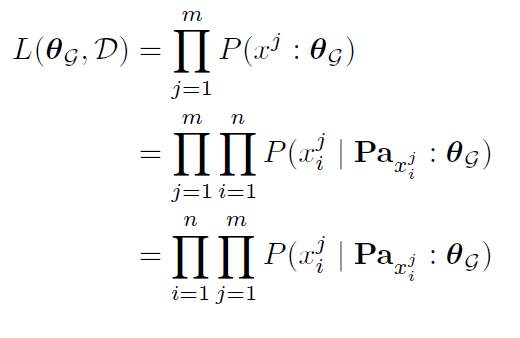 L(θ_𝒢, 𝒟) = ∏_{j=1}^{m} P(x^j : θ_𝒢)
= ∏_{j=1}^{m} ∏_{i=1}^{n} P(x_i^j | Pa_{x_i^j} : θ_𝒢)
= ∏_{i=1}^{n} ∏_{j=1}^{m} P(x_i^j | Pa_{x_i^j} : θ_𝒢)